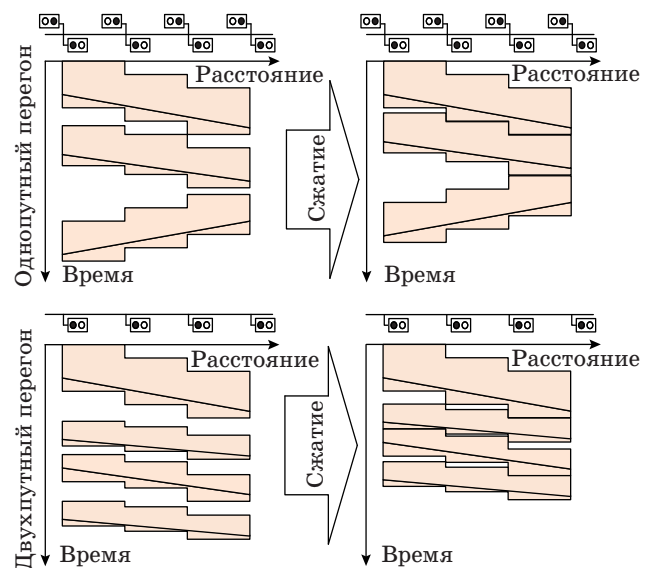 Однопутный перегон
Расстояние
Время
Сжатие
Расстояние
Время
Двухпутный перегон
Расстояние
Время
Сжатие
Расстояние
Время